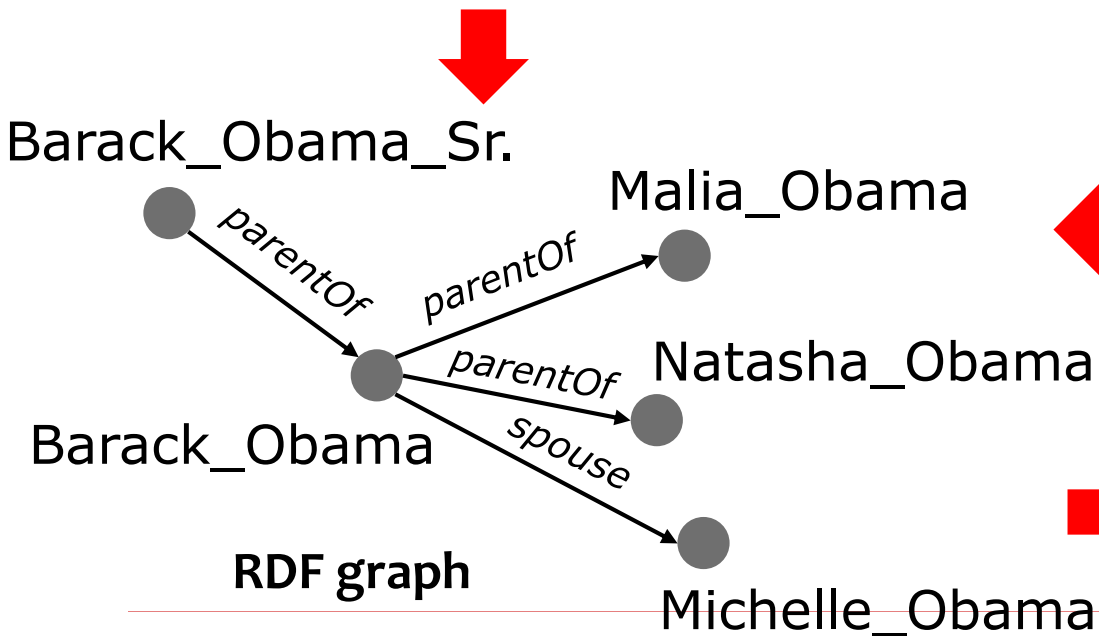 Barack_Obama_Sr.
Malia_Obama
parentOf
parentOf
Natasha_Obama
parentOf
Barack_Obama
spouse
RDF graph
Michelle_Obama